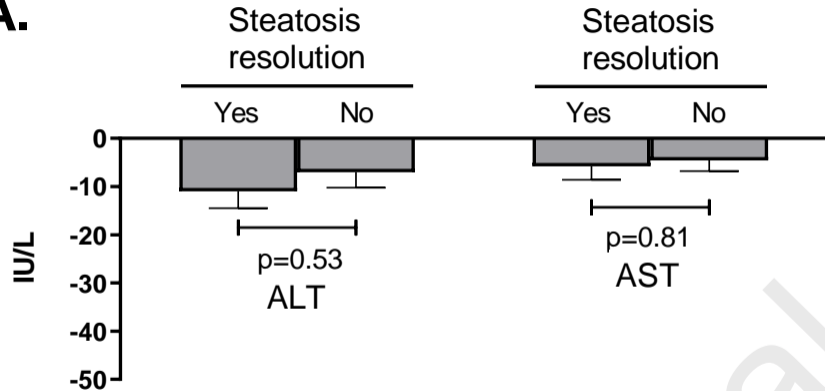 A.
Steatosis resolution
Steatosis resolution
Yes No
Yes No
0
-10
-20
-30
-40
-50
IU/L
p=0.53
ALT
p=0.81
AST